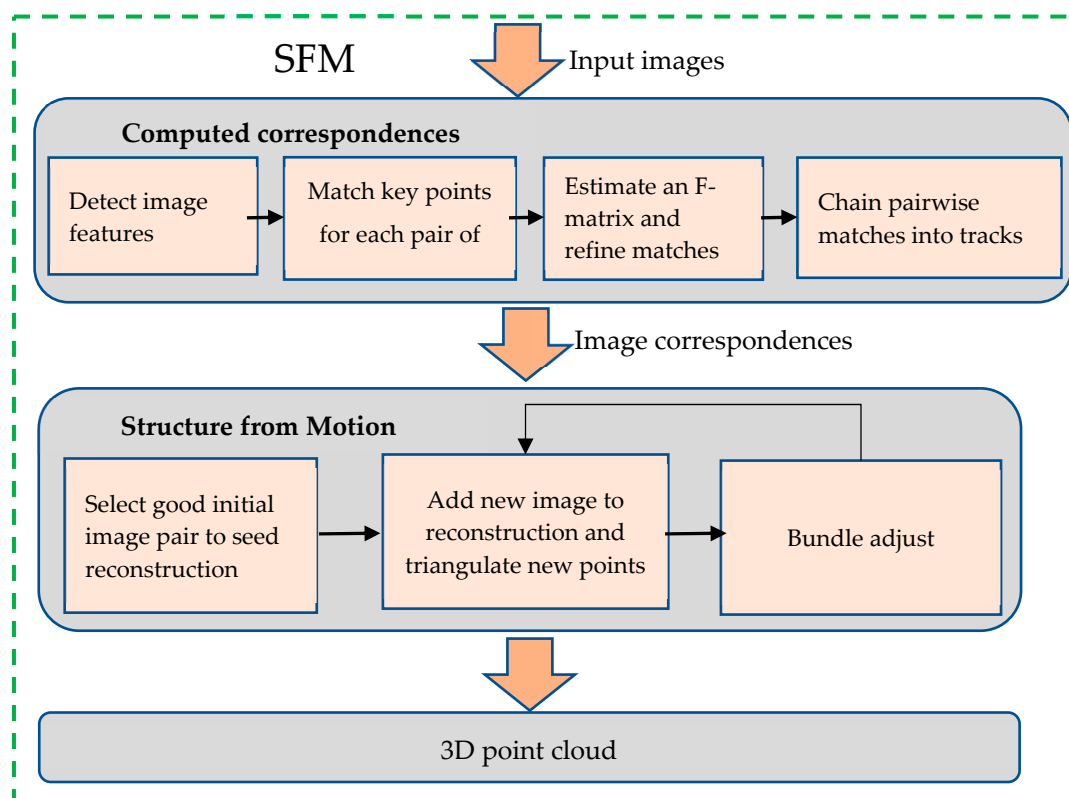 SFM
Input images
Computed correspondences
Detect image
features
Match key points
for each pair of
Estimate an F-
matrix and
refine matches
Chain pairwise
matches into tracks
Image correspondences
Structure from Motion
Select good initial
image pair to seed
reconstruction
Add new image to
reconstruction and
triangulate new points
Bundle adjust
3D point cloud